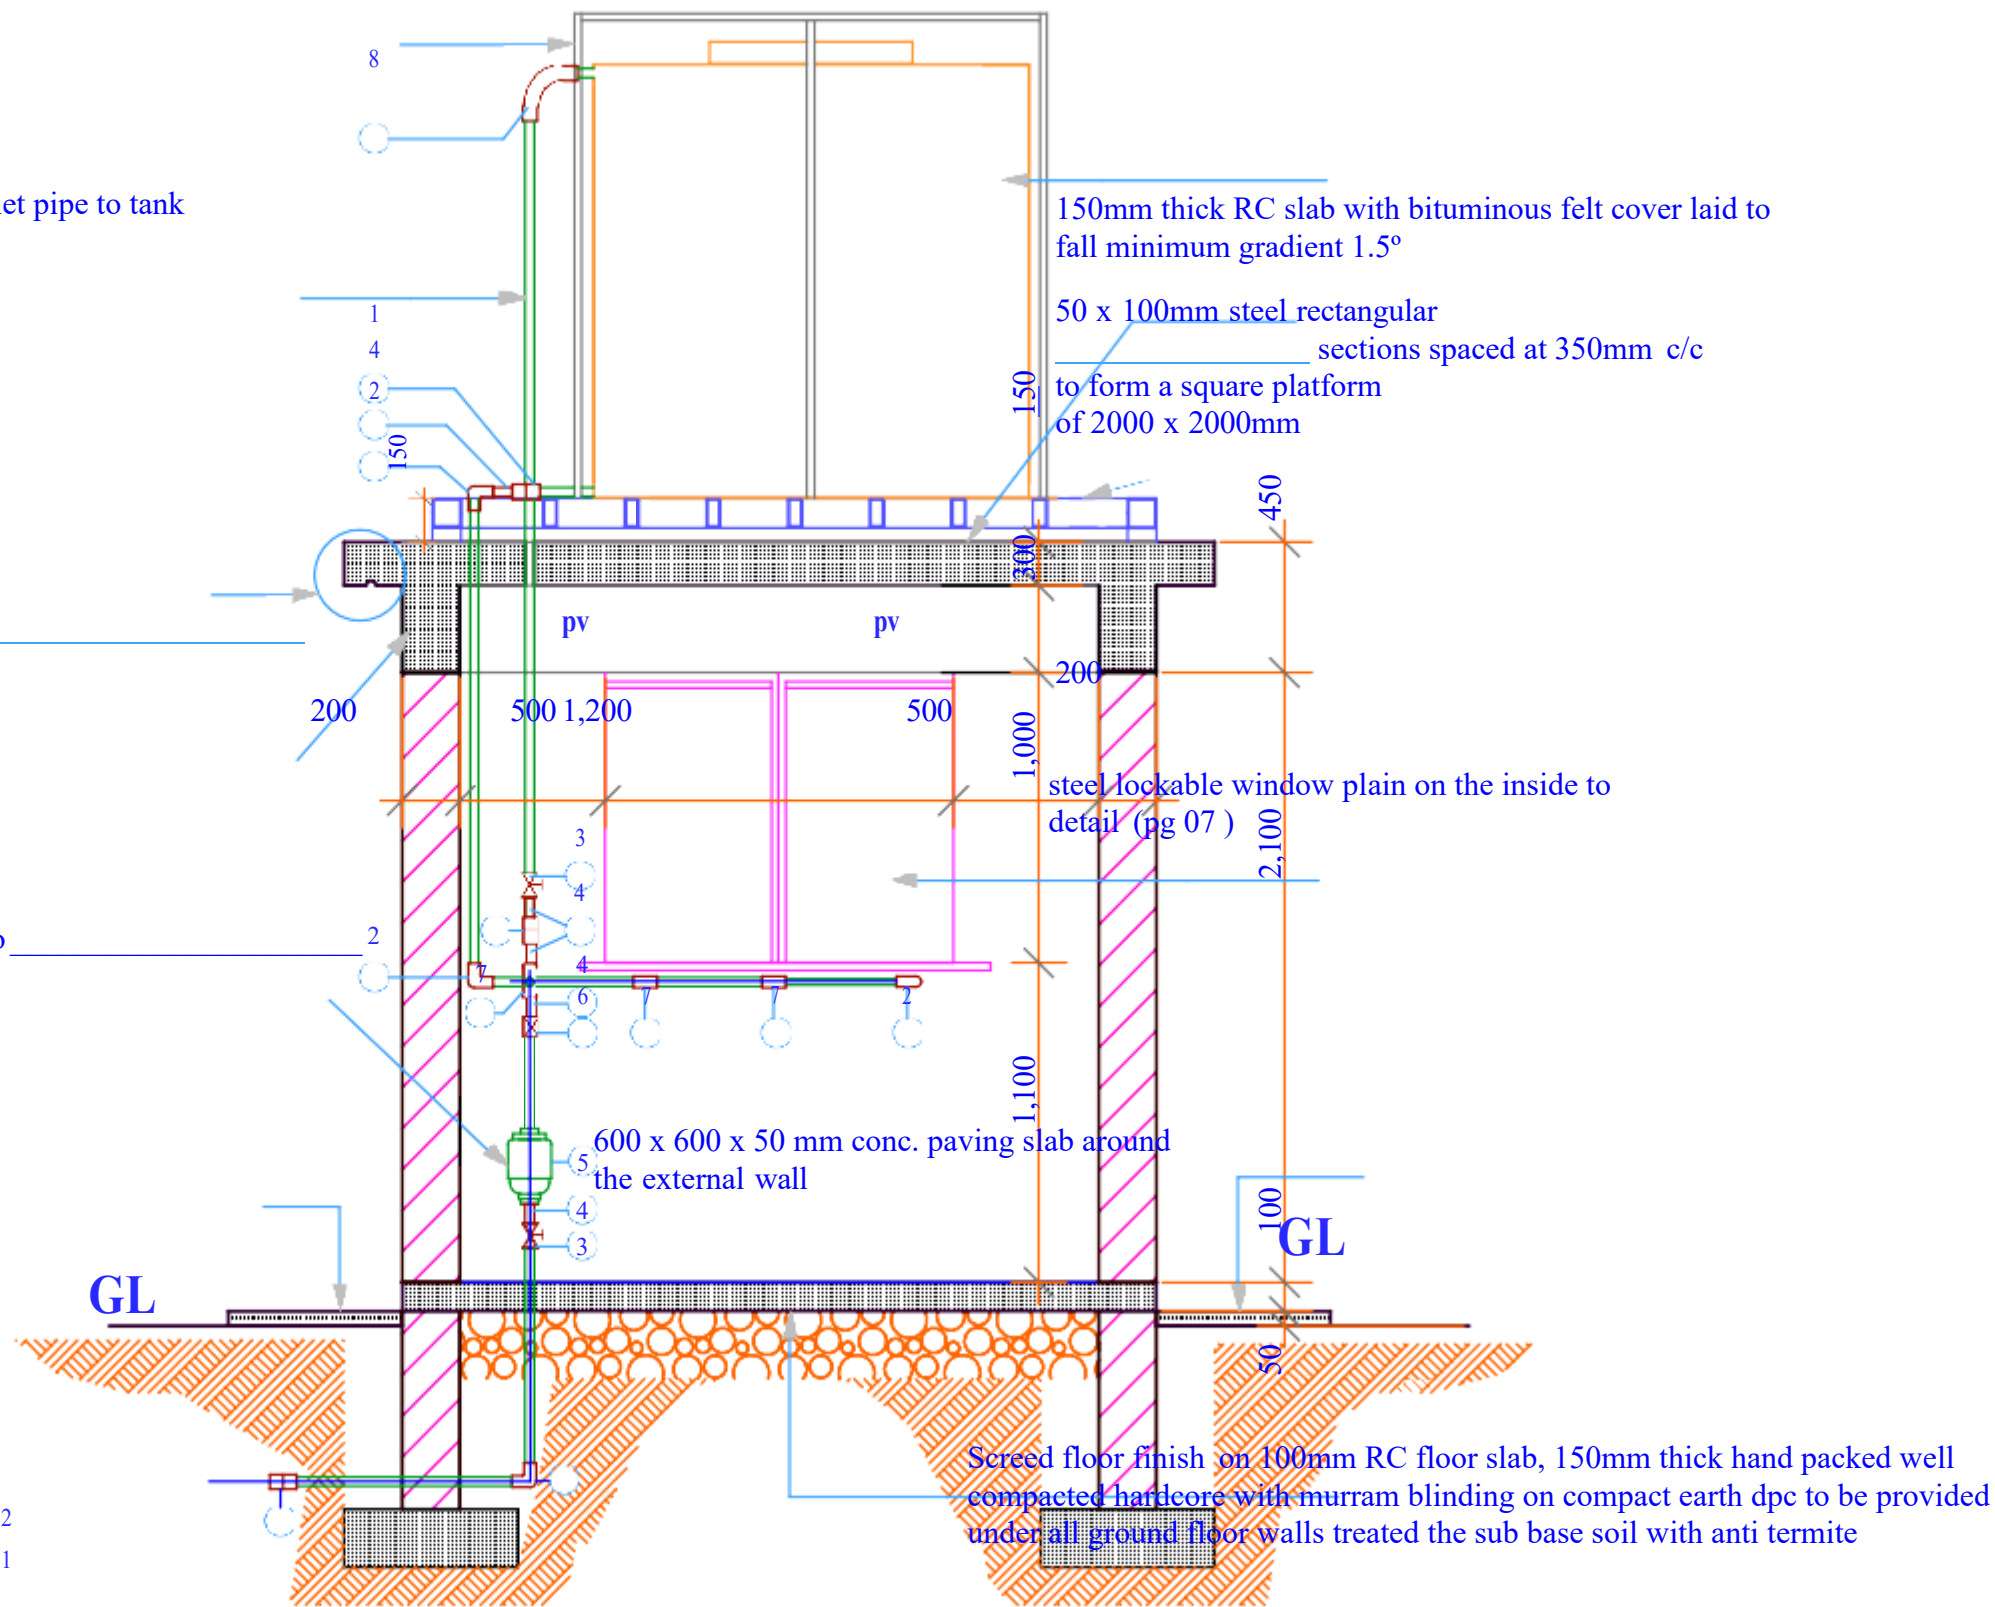 8
et pipe to tank
150mm thick RC slab with bituminous felt cover laid to
fall minimum gradient 1.5º
1
50 x 100mm steel rectangular
4
sections spaced at 350mm c/c
2
150
to form a square platform
of 2000 x 2000mm
150
450
300
pv
pv
200
200
500 1,200
500
1,000
steel lockable window plain on the inside to
detail (pg 07 )
3
2,100
4
2
4
7
6
7
7
2
1,100
600 x 600 x 50 mm conc. paving slab around
5
the external wall
4
100
GL
3
GL
50
Screed floor finish on 100mm RC floor slab, 150mm thick hand packed well
compacted hardcore with murram blinding on compact earth dpc to be provided
under all ground floor walls treated the sub base soil with anti termite
2
1